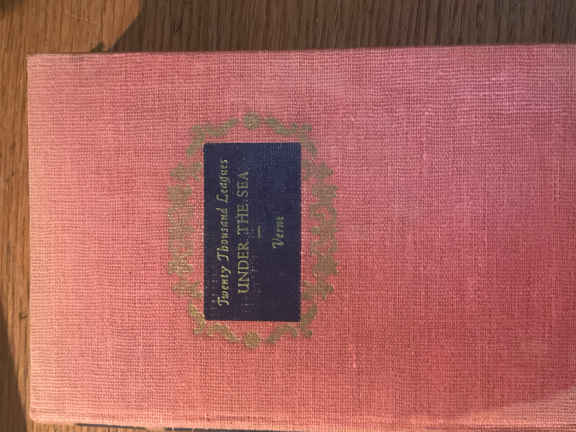 Twenty Thousand Leagues
UNDER THE SEA
Verne